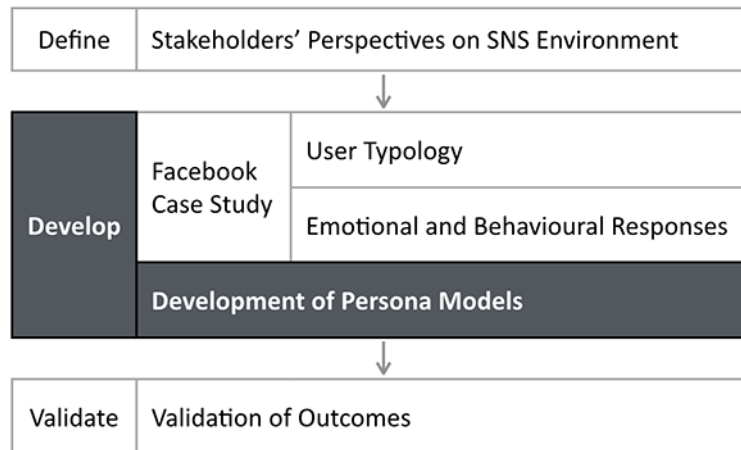 Define
Stakeholders’ Perspectives on SNS Environment
Develop
Facebook
Case Study
User Typology
Emotional and Behavioural Responses
Development of Persona Models
Validate
Validation of Outcomes